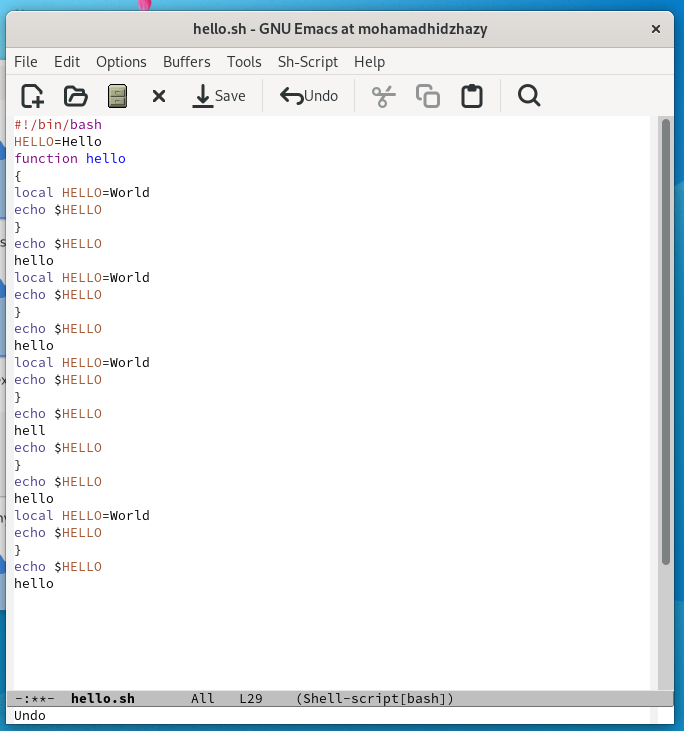 hello.sh - GNU Emacs at mohamadhidzhazy ×
File Edit Options Buffers Tools Sh-Script Help
Save Undo
#!/bin/bash
HELLO=Hello
function hello
{
local HELLO=World
echo $HELLO
}
echo $HELLO
hello
local HELLO=World
echo $HELLO
}
echo $HELLO
hello
local HELLO=World
echo $HELLO
}
echo $HELLO
hell
echo $HELLO
}
echo $HELLO
hello
local HELLO=World
echo $HELLO
}
echo $HELLO
hello
-:**- hello.sh All L29 (Shell-script[bash])
Undo